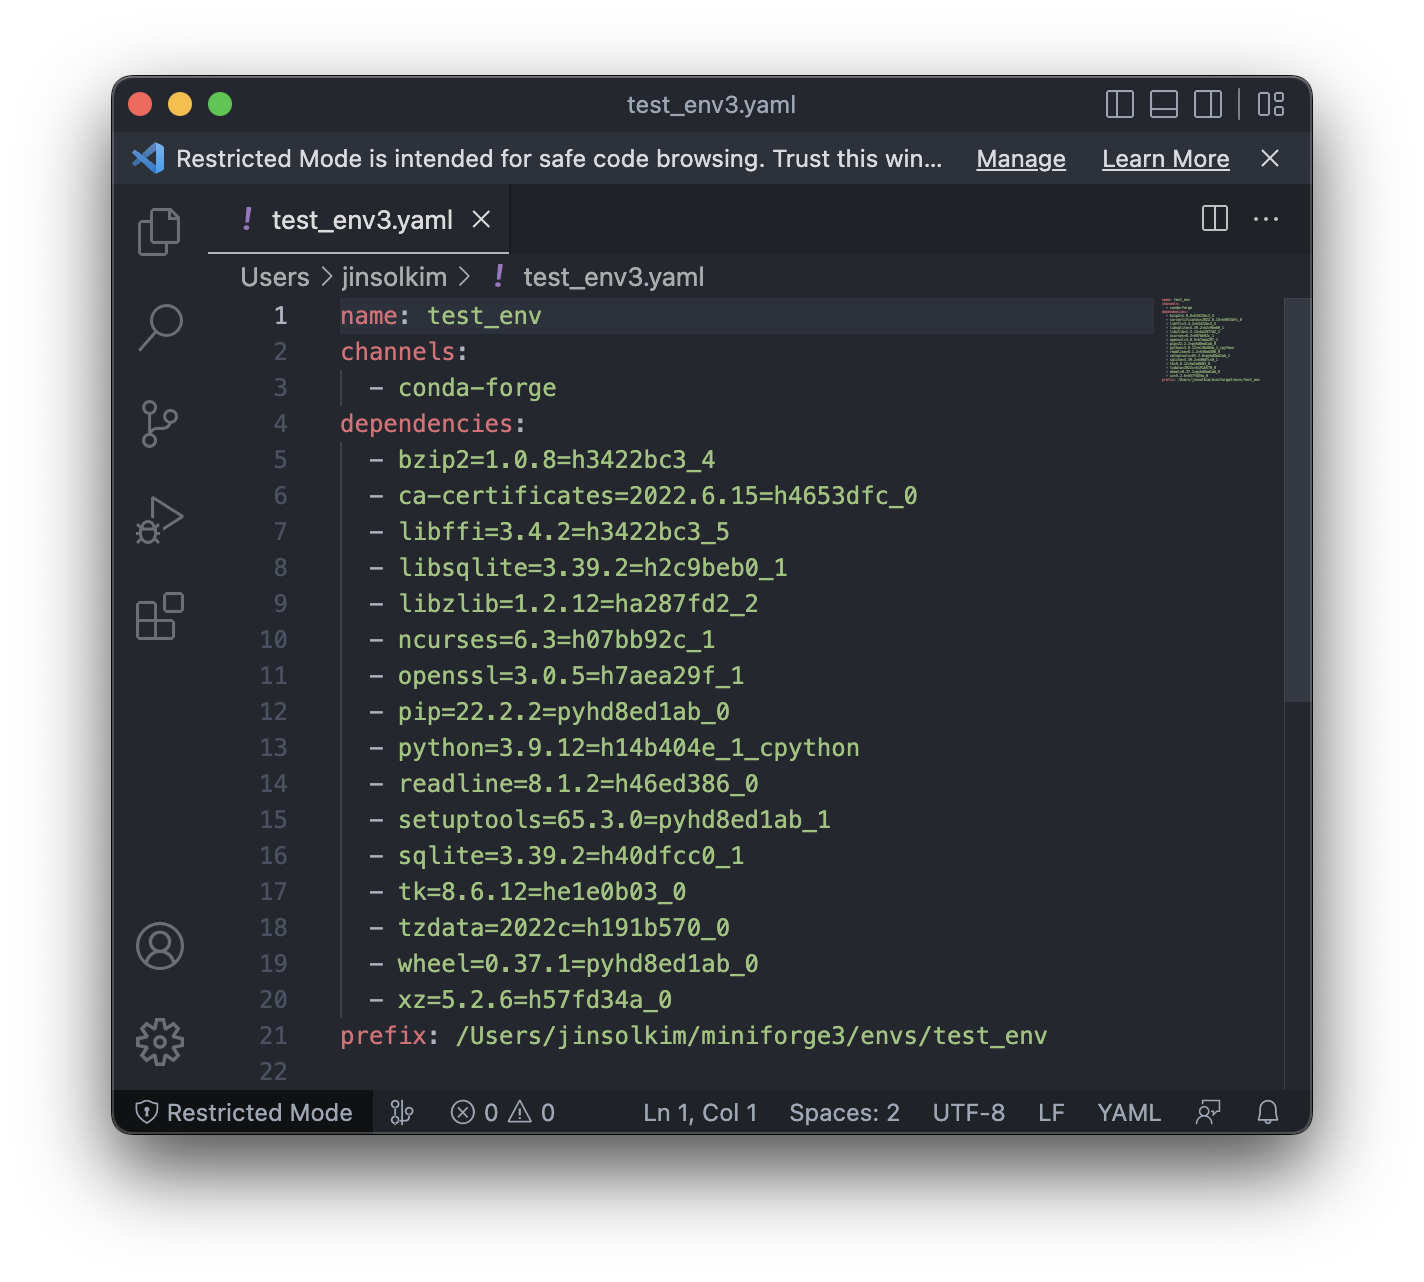 test_env3.yaml
Restricted Mode is intended for safe code browsing. Trust this win... Manage Learn More
! test_env3.yaml
Users > jinsolkim > ! test_env3.yaml
1 name: test_env
2 channels:
3 - conda-forge
4 dependencies:
5 - bzip2=1.0.8=h3422bc3_4
6 - ca-certificates=2022.6.15=h4653dfc_0
7 - libffi=3.4.2=h3422bc3_5
8 - libsqlite=3.39.2=h2c9beb0_1
9 - libzlib=1.2.12=ha287fd2_2
10 - ncurses=6.3=h07bb92c_1
11 - openssl=3.0.5=h7aea29f_1
12 - pip=22.2.2=pyhd8ed1ab_0
13 - python=3.9.12=h14b404e_1_cpython
14 - readline=8.1.2=h46ed386_0
15 - setuptools=65.3.0=pyhd8ed1ab_1
16 - sqlite=3.39.2=h40dfcc0_1
17 - tk=8.6.12=he1e0b03_0
18 - tzdata=2022c=h191b570_0
19 - wheel=0.37.1=pyhd8ed1ab_0
20 - xz=5.2.6=h57fd34a_0
21 prefix: /Users/jinsolkim/miniforge3/envs/test_env
22
Restricted Mode 0 0 Ln 1, Col 1 Spaces: 2 UTF-8 LF YAML